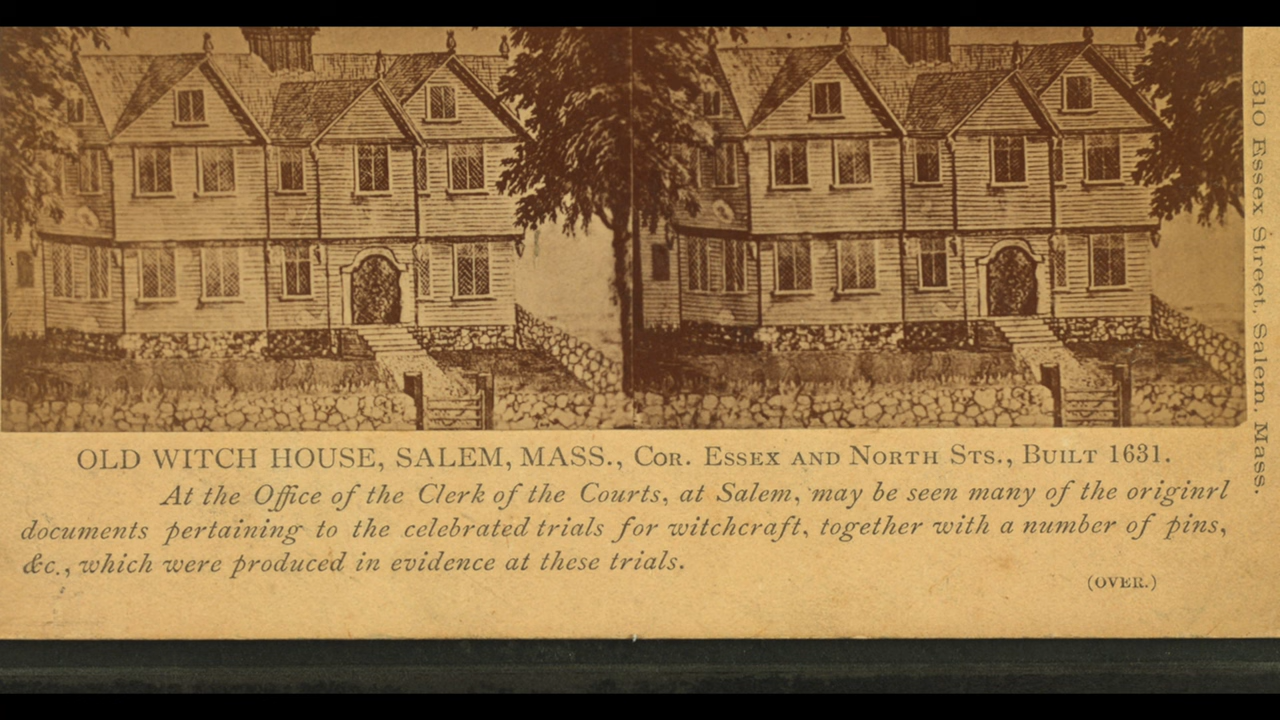 OLD WITCH HOUSE, SALEM, MASS., COR. ESSEX AND NORTH STS., BUILT 1631.
At the Office of the Clerk of the Courts, at Salem, may be seen many of the originrl
documents pertaining to the celebrated trials for witchcraft, together with a number of pins,
&c., which were produced in evidence at these trials.
(OVER.)
310 Essex Street, Salem, Mass.